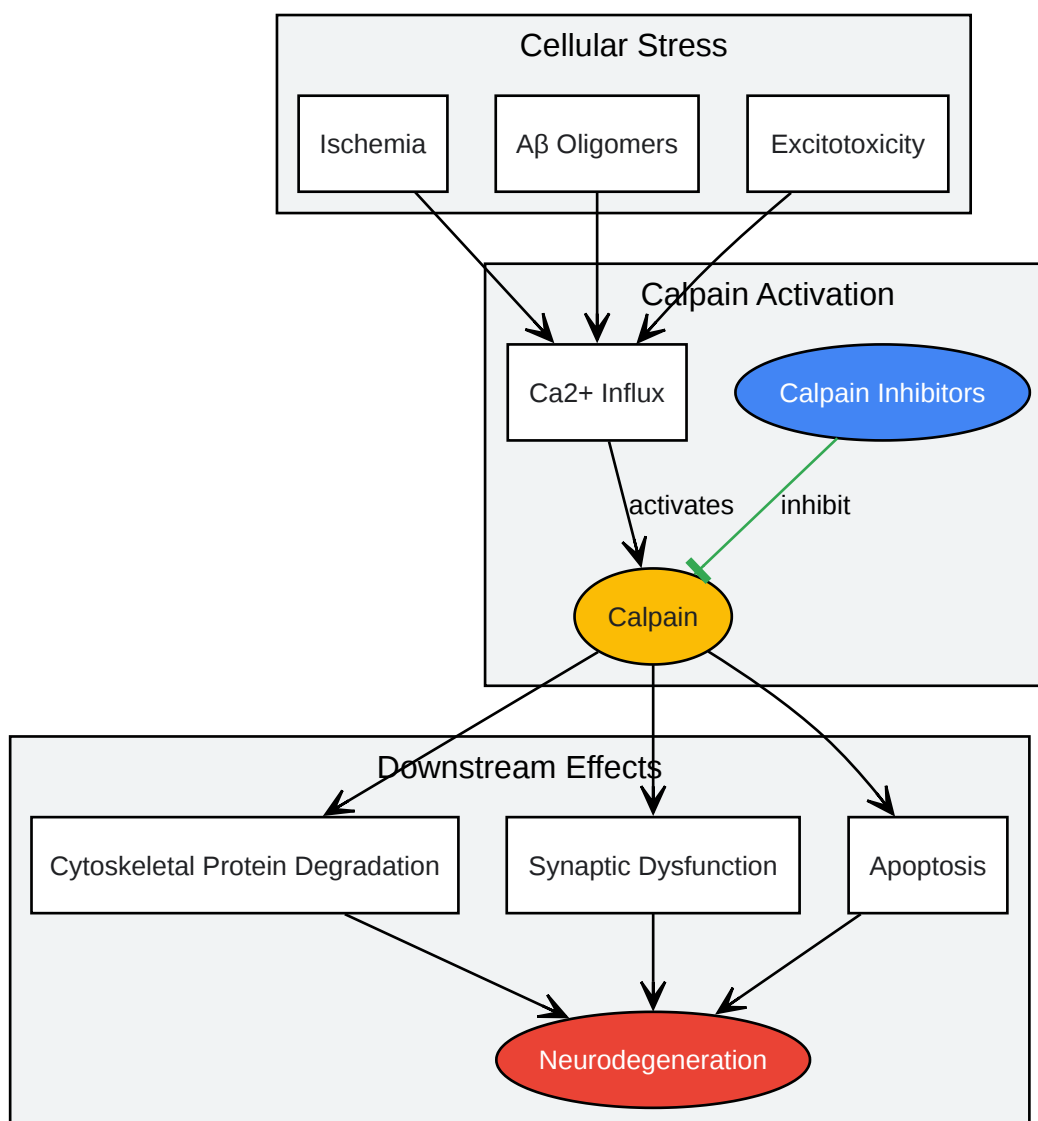 Cellular Stress
Ischemia
Aβ Oligomers
Excitotoxicity
Calpain Activation
Ca2+ Influx
Calpain Inhibitors
activates
inhibit
Calpain
Downstream Effects
Cytoskeletal Protein Degradation
Synaptic Dysfunction
Apoptosis
Neurodegeneration